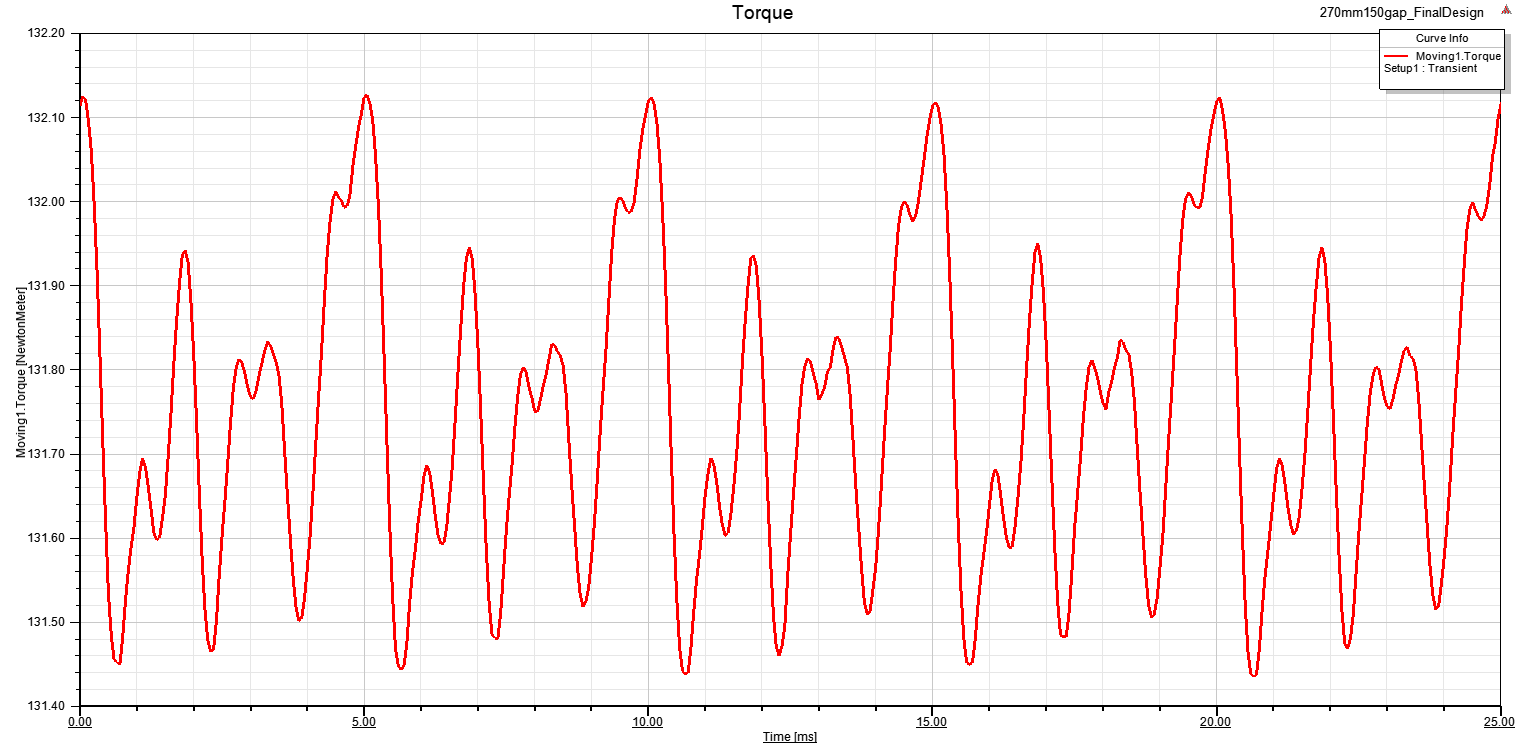 Torque
270mm150gap_FinalDesign
Curve Info
Moving1.Torque
Setup1 : Transient
132.20
132.10
132.00
131.90
131.80
131.70
131.60
131.50
131.40
Moving1.Torque [NewtonMeter]
0.00 5.00 10.00 15.00 20.00 25.00
Time [ms]